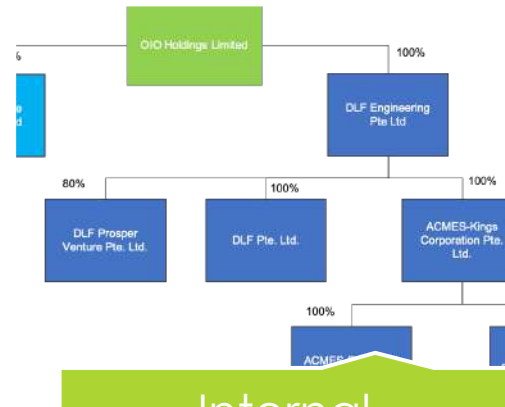 OIO Holdings Limited
%
100%
DLF Engineering
Pte Ltd
80%
100%
100%
DLF Prosper
Venture Pte. Ltd.
DLF Pte. Ltd.
ACMES-Kings
Corporation Pte.
Ltd.
100%
Internal